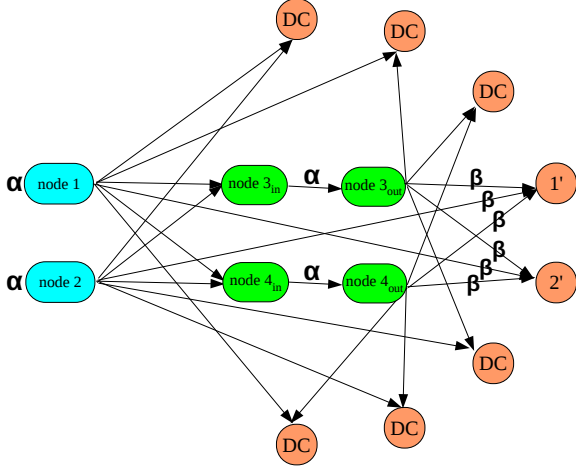 DC
DC
DC
α node 1
node 3in
α
node 3out
β
1'
β
β
α node 2
node 4in
α
node 4out
β
β
β
2'
DC
DC
DC